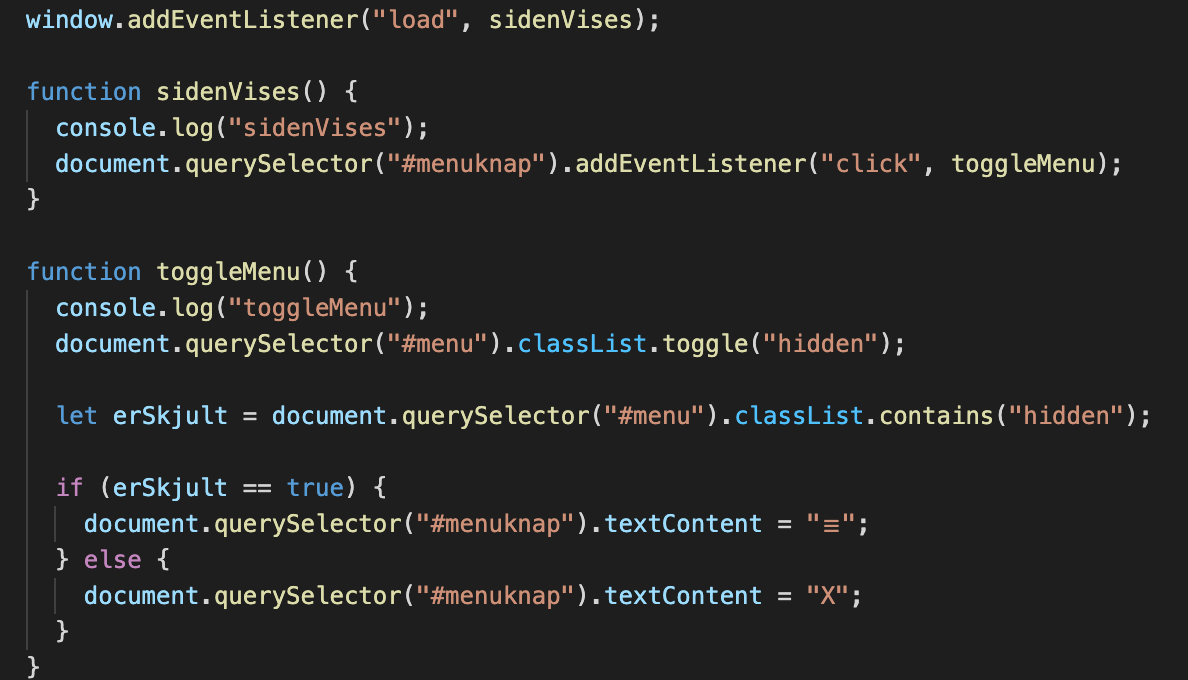 window.addEventListener("load", sidenVises);
function sidenVises() {
console.log("sidenVises");
document.querySelector("#menuknap").addEventListener("click", toggleMenu);
}
function toggleMenu() {
console.log("toggleMenu");
document.querySelector("#menu").classList.toggle("hidden");
let erSkjult = document.querySelector("#menu").classList.contains("hidden");
if (erSkjult == true) {
document.querySelector("#menuknap").textContent = "≡";
} else {
document.querySelector("#menuknap").textContent = "X";
}
}